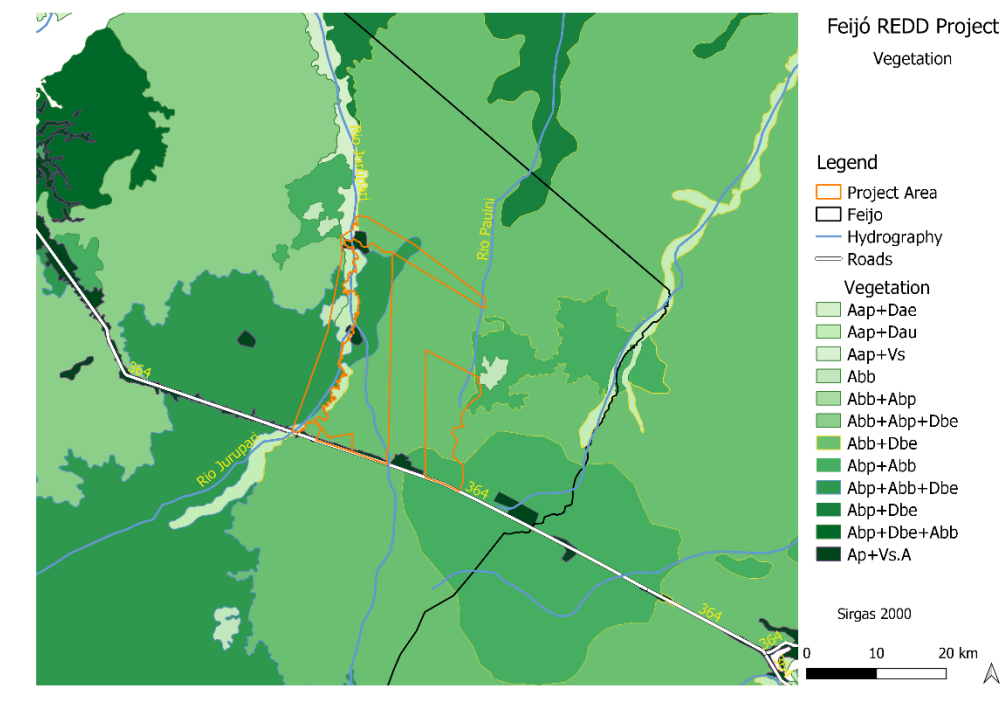 Feijó REDD Project
Vegetation
Legend
Project Area
Feijo
Hydrography
Roads
Vegetation
Aap+Dae
Aap+Dau
Aap+Vs
Abb
Abb+Abp
Abb+Abp+Dbe
Abb+Dbe
Abp+Abb
Abp+Abb+Dbe
Abp+Dbe
Abp+Dbe+Abb
Ap+Vs.A
Sirgas 2000
0 10 20 km
Rio Jurupari
Rio Pauini
364
Rio Jurupari
364
364
364